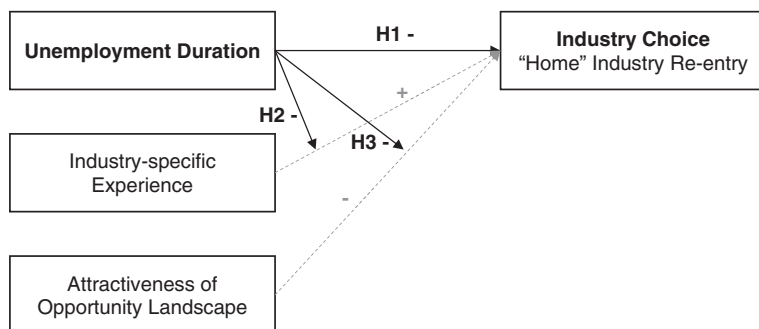 Unemployment Duration
H1 -
Industry Choice
“Home” Industry Re-entry
+
H2 -
H3 -
Industry-specific
Experience
-
Attractiveness of
Opportunity Landscape